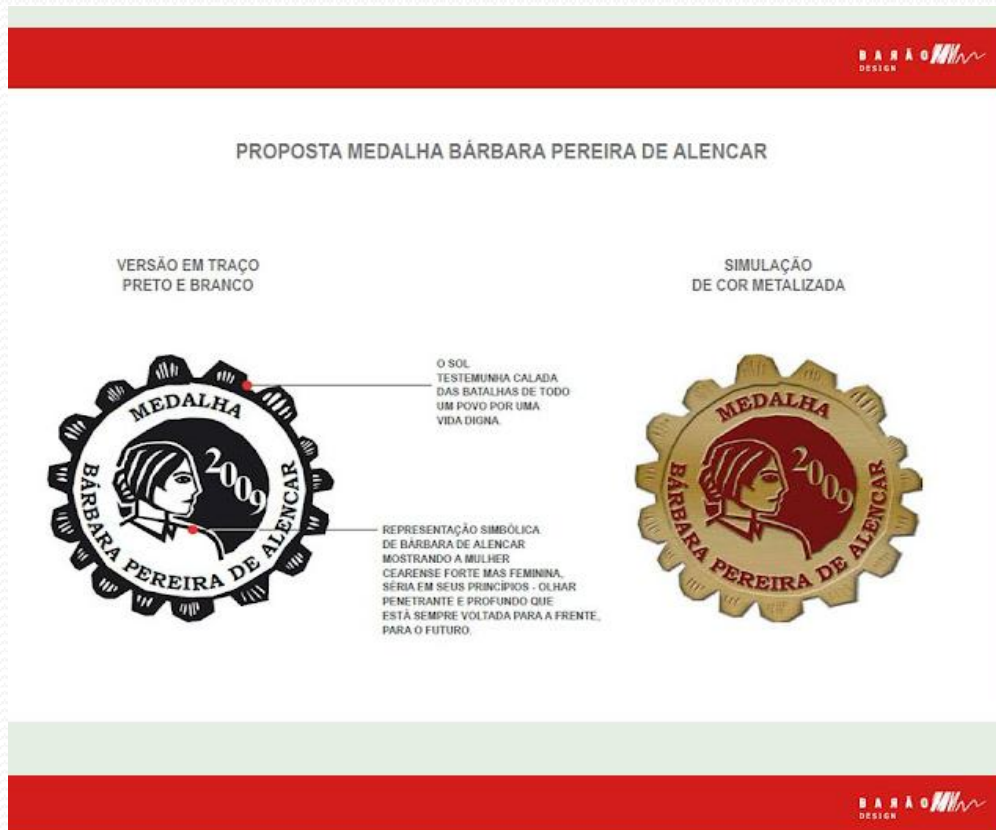 BARÃO
DESIGN
PROPOSTA MEDALHA BÁRBARA PEREIRA DE ALENCAR
VERSÃO EM TRAÇO
PRETO E BRANCO
SIMULAÇÃO
DE COR METALIZADA
MEDALHA
BÁRBARA PEREIRA DE ALENCAR
2009
O SOL
TESTEMUNHA CALADA
DAS BATALHAS DE TODO
UM POVO POR UMA
VIDA DIGNA.
REPRESENTAÇÃO SIMBÓLICA
DE BÁRBARA DE ALENCAR
MOSTRANDO A MULHER
CEARENSE FORTE MAS FEMININA,
SÉRIA EM SEUS PRINCÍPIOS - OLHAR
PENETRANTE E PROFUNDO QUE
ESTÁ SEMPRE VOLTADA PARA A FRENTE,
PARA O FUTURO.
MEDALHA
BÁRBARA PEREIRA DE ALENCAR
2009
BARÃO
DESIGN